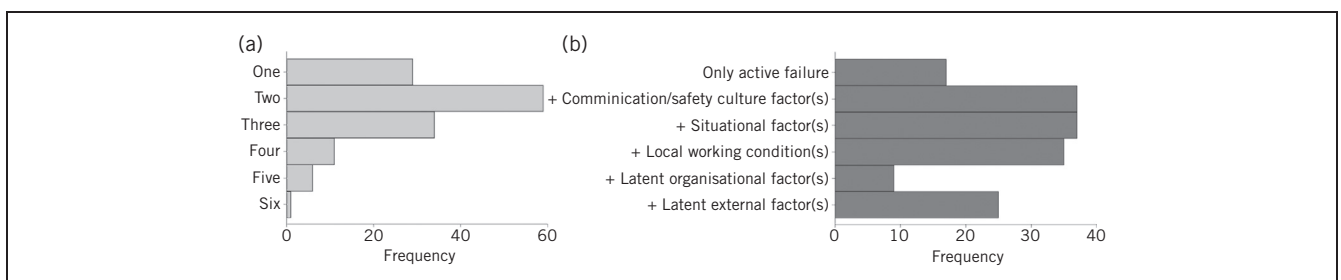 (a)
One
Two
Three
Four
Five
Six
0 20 40 60
Frequency
(b)
Only active failure
+ Comminication/safety culture factor(s)
+ Situational factor(s)
+ Local working condition(s)
+ Latent organisational factor(s)
+ Latent external factor(s)
0 10 20 30 40
Frequency